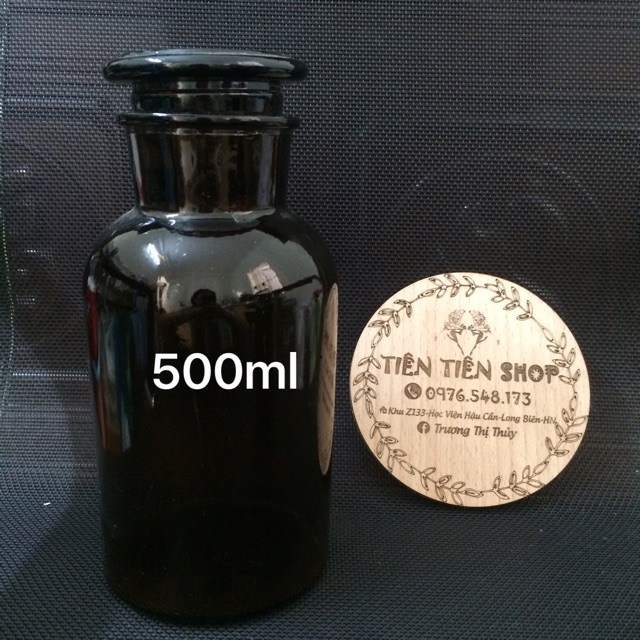 500ml
TIÊN TIÊN SHOP
0976.548.173
Khu Z133-Học Viện Hậu Cần-Long Biên-HN
Trương Thị Thủy